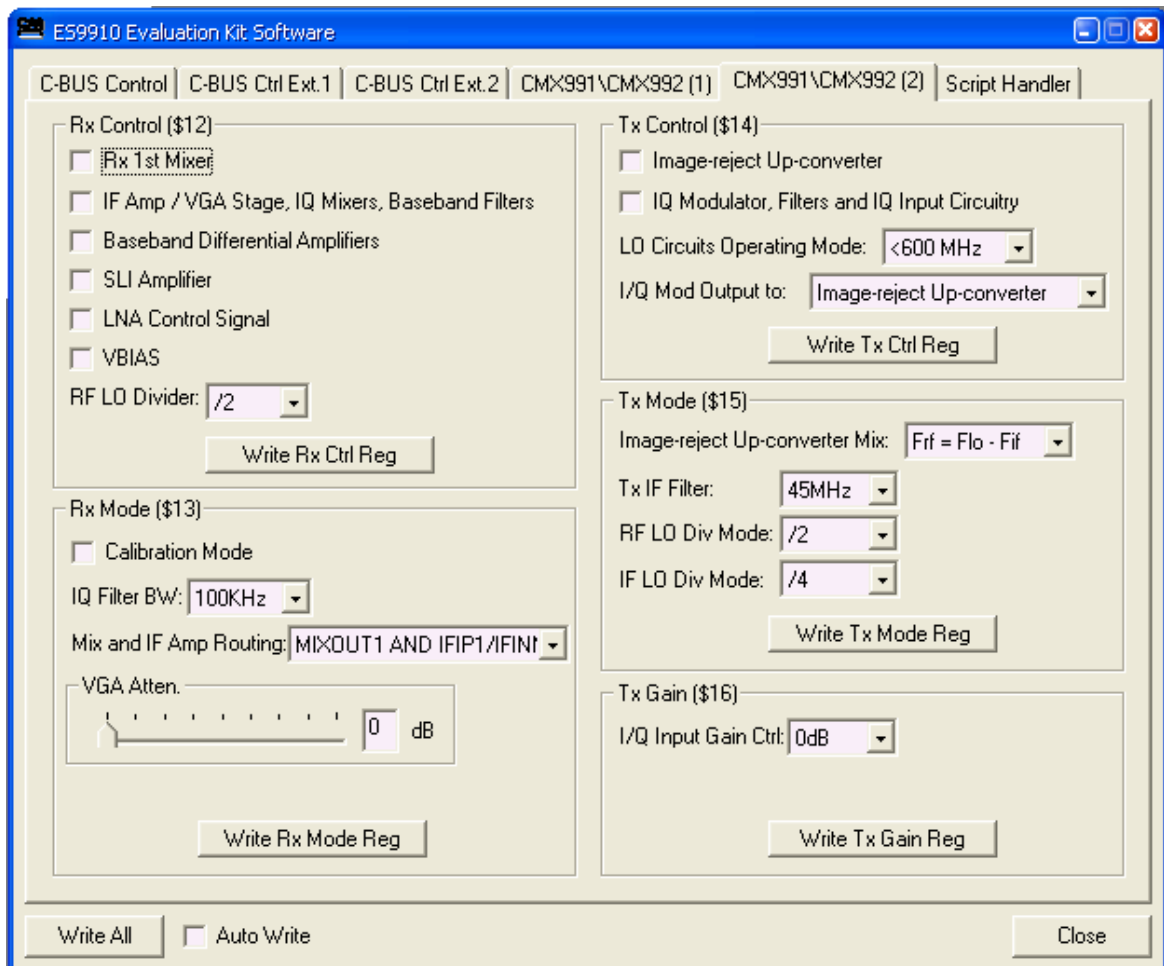 ES9910 Evaluation Kit Software
C-BUS Control C-BUS Ctrl Ext.1 C-BUS Ctrl Ext.2 CMX991\CMX992 (1) CMX991\CMX992 (2) Script Handler
Rx Control ($12)
Rx 1st Mixer
IF Amp / VGA Stage, IQ Mixers, Baseband Filters
Baseband Differential Amplifiers
SLI Amplifier
LNA Control Signal
VBIAS
RF LO Divider: /2
Write Rx Ctrl Reg
Rx Mode ($13)
Calibration Mode
IQ Filter BW: 100KHz
Mix and IF Amp Routing: MIXOUT1 AND IFIP1/IFIN
VGA Atten.
0 dB
Write Rx Mode Reg
Tx Control ($14)
Image-reject Up-converter
IQ Modulator, Filters and IQ Input Circuitry
LO Circuits Operating Mode: <600 MHz
I/Q Mod Output to: Image-reject Up-converter
Write Tx Ctrl Reg
Tx Mode ($15)
Image-reject Up-converter Mix: Frf = Flo - Fif
Tx IF Filter: 45MHz
RF LO Div Mode: /2
IF LO Div Mode: /4
Write Tx Mode Reg
Tx Gain ($16)
I/Q Input Gain Ctrl: 0dB
Write Tx Gain Reg
Write All Auto Write Close